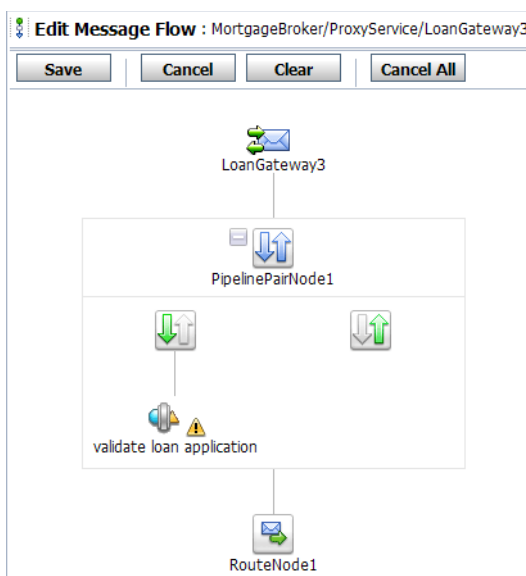 Edit Message Flow : MortgageBroker/ProxyService/LoanGateway3
Save Cancel Clear Cancel All
LoanGateway3
PipelinePairNode1
validate loan application
RouteNode1